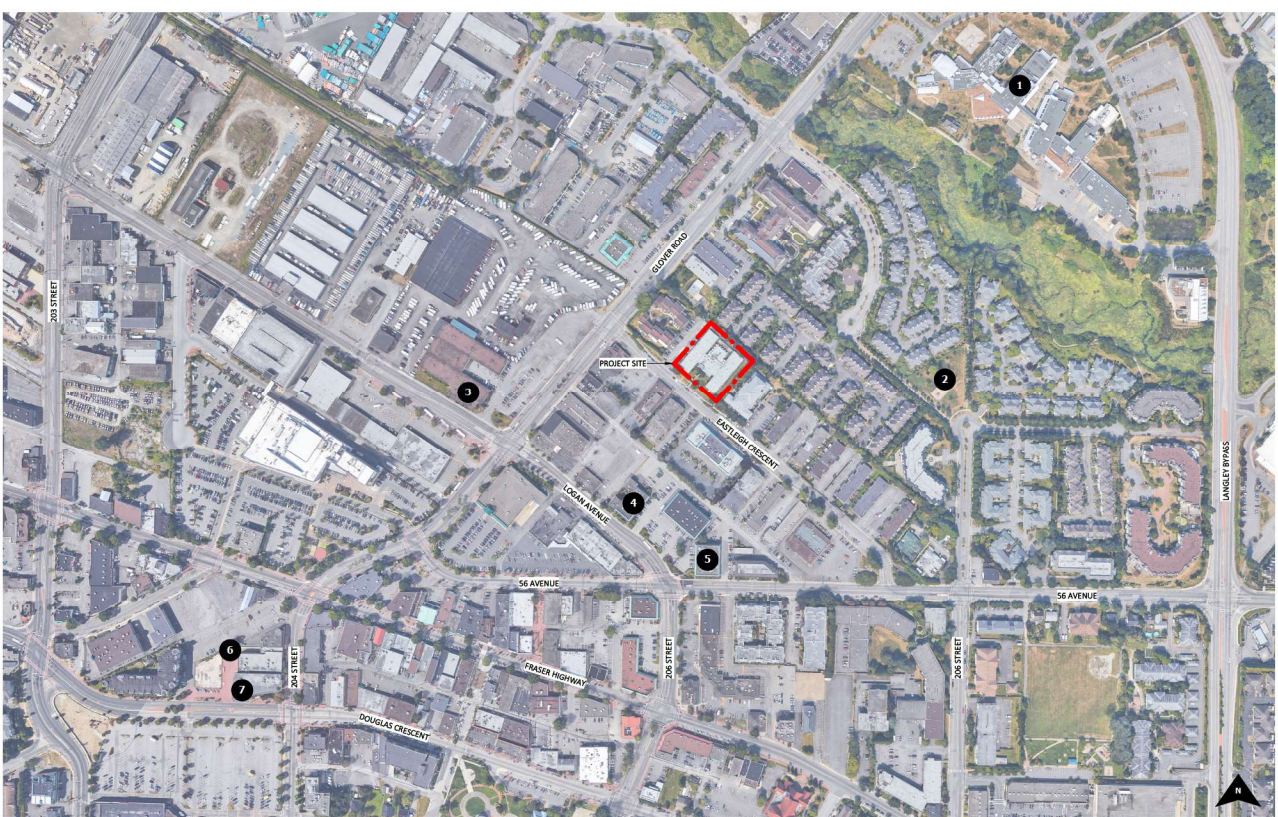 1
GLOVER ROAD
203 STREET
PROJECT SITE
2
3
EASTLEIGH CRESCENT
LANGLEY BYPASS
LOGAN AVENUE
4
5
56 AVENUE
56 AVENUE
6
204 STREET
206 STREET
206 STREET
FRASER HIGHWAY
7
DOUGLAS CRESCENT
N